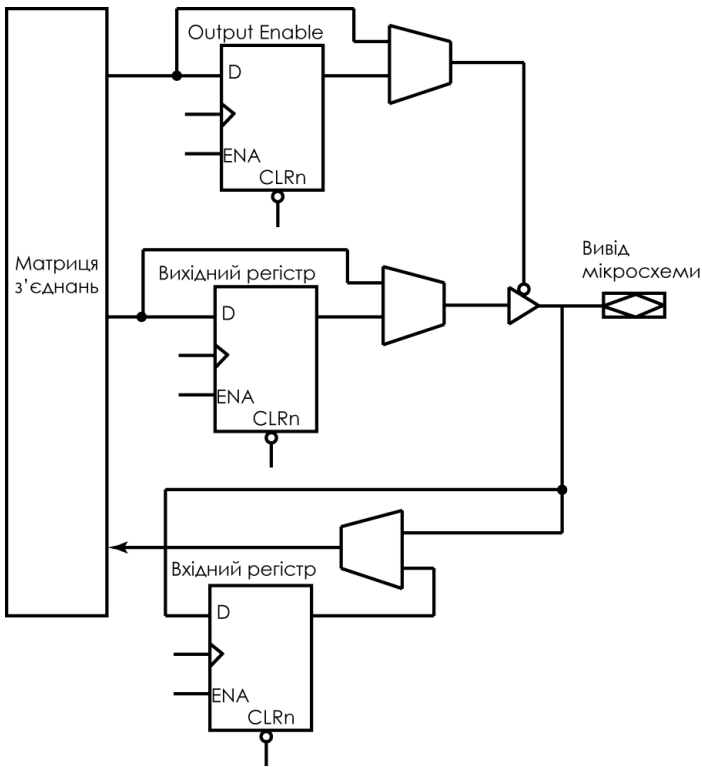 Output Enable
D
ENA
CLRn
Матриця
з’єднань
Вихідний регістр
D
ENA
CLRn
Вивід
мікросхеми
Вхідний регістр
D
ENA
CLRn